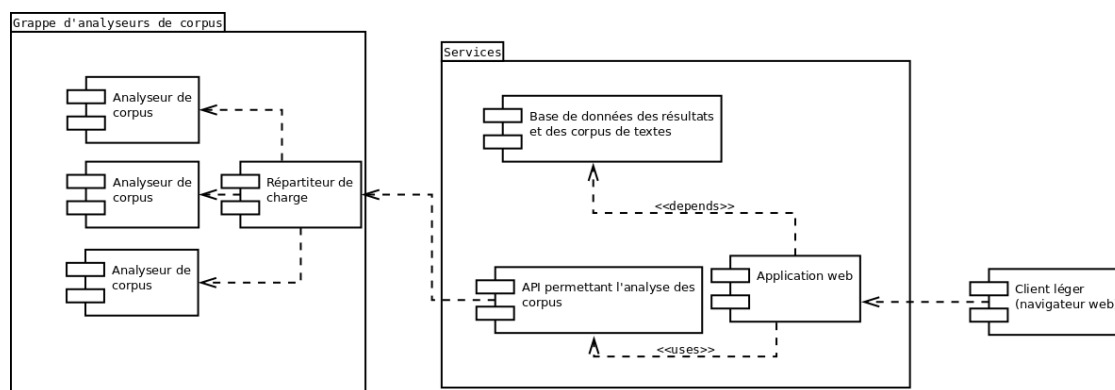 Grappe d'analyseurs de corpus
Analyseur de
corpus
Analyseur de
corpus
Répartiteur de
charge
Analyseur de
corpus
Services
Base de données des résultats
et des corpus de textes
<<depends>>
API permettant l'analyse des
corpus
Application web
<<uses>>
Client léger
(navigateur web